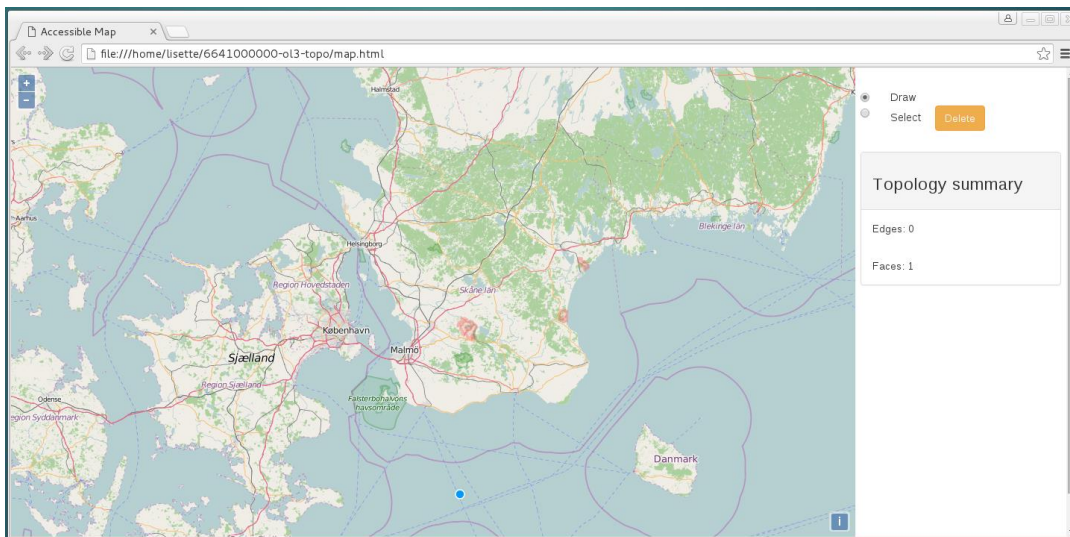 Accessible Map
file:///home/lisette/6641000000-ol3-topo/map.html
+
−
Halmstad
Draw
Select
Delete
Topology summary
Edges: 0
Faces: 1
Aarhus
Blekinge län
Helsingborg
Region Hovedstaden
Skåne län
København
Malmö
Sjælland
Region Sjælland
Falsterbohalvöns
havsområde
Odense
Region Syddanmark
Danmark
i